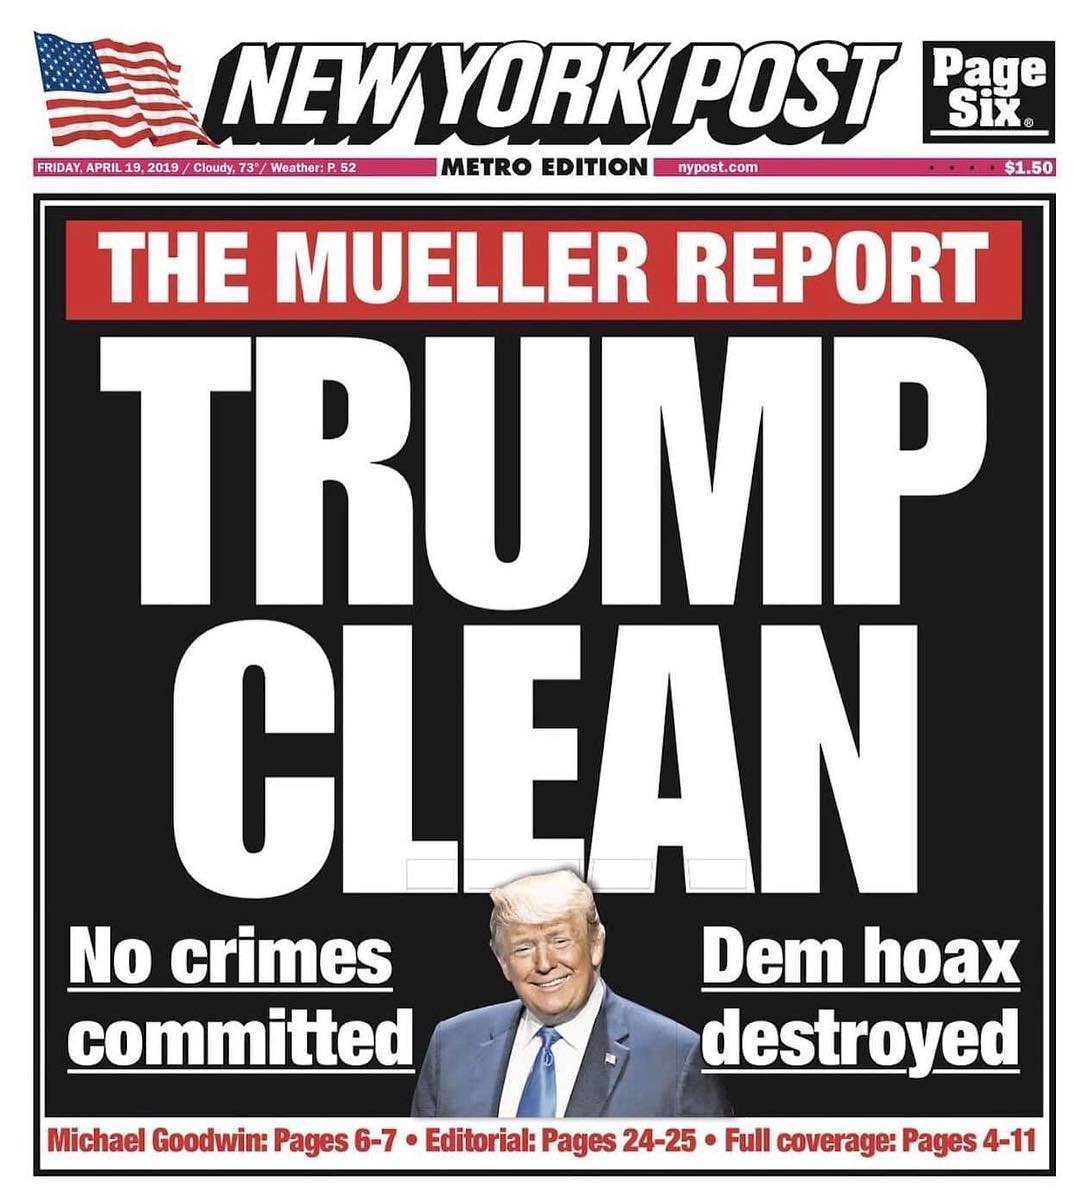 NEW YORK POST
Page
Six®
FRIDAY, APRIL 19, 2019 / Cloudy, 73°/ Weather: P. 52
METRO EDITION
nypost.com
$1.50
THE MUELLER REPORT
TRUMP
CLEAN
No crimes
committed
Dem hoax
destroyed
Michael Goodwin: Pages 6-7 • Editorial: Pages 24-25 • Full coverage: Pages 4-11